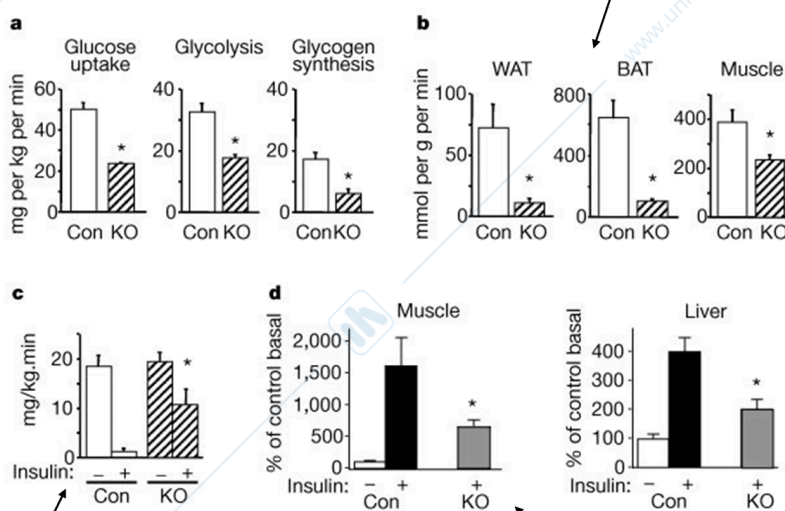 a
Glucose uptake
Glycolysis
Glycogen synthesis
mg per kg per min
60
40
20
0
Con KO
*
40
20
0
Con KO
*
40
20
0
ConKO
*
b
WAT
BAT
Muscle
mmol per g per min
100
50
0
Con KO
*
800
400
0
Con KO
*
400
200
0
Con KO
*
c
mg/kg.min
20
10
0
*
Insulin: – + – +
Con KO
d
Muscle
% of control basal
2,000
1,600
1,000
500
0
*
Insulin: – + +
Con KO
Liver
% of control basal
400
300
200
100
0
*
Insulin: – + +
Con KO